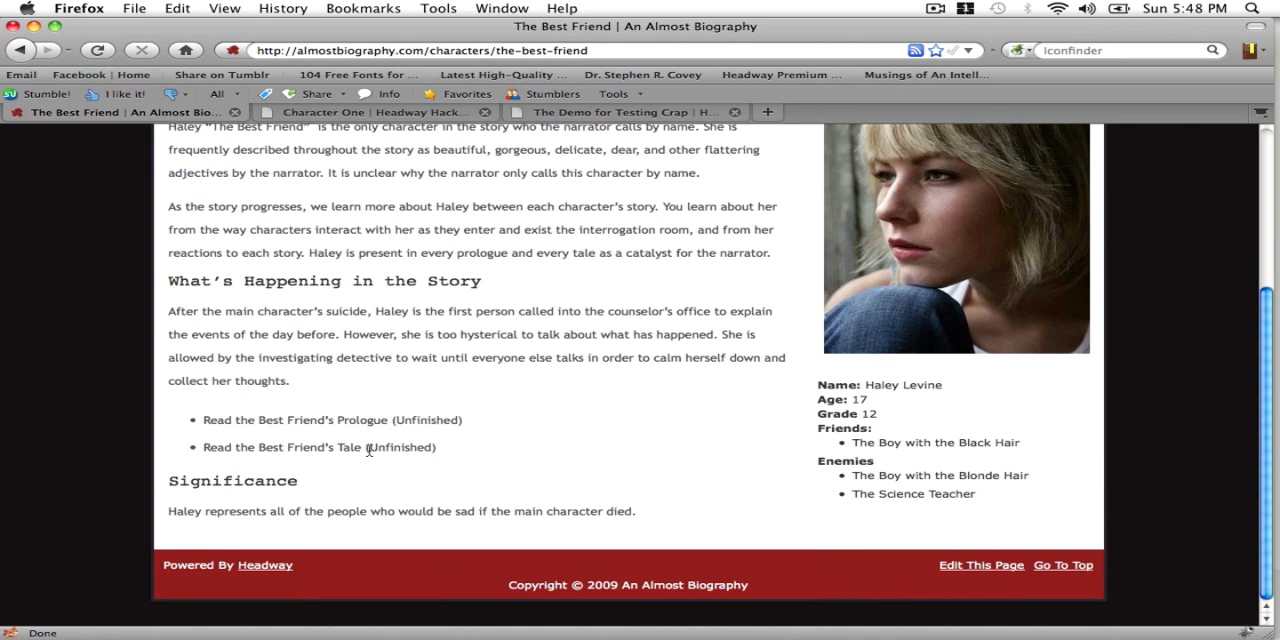 Firefox File Edit View History Bookmarks Tools Window Help Sun 5:48 PM
The Best Friend | An Almost Biography
http://almostbiography.com/characters/the-best-friend Iconfinder
Email Facebook | Home Share on Tumblr 104 Free Fonts for ... Latest High-Quality ... Dr. Stephen R. Covey Headway Premium ... Musings of An Intell...
Stumble! I like it! All Share Info Favorites Stumblers Tools
The Best Friend | An Almost Bio... Character One | Headway Hack... The Demo for Testing Crap | H...
Haley “The Best Friend” is the only character in the story who the narrator calls by name. She is
frequently described throughout the story as beautiful, gorgeous, delicate, dear, and other flattering
adjectives by the narrator. It is unclear why the narrator only calls this character by name.
As the story progresses, we learn more about Haley between each character’s story. You learn about her
from the way characters interact with her as they enter and exist the interrogation room, and from her
reactions to each story. Haley is present in every prologue and every tale as a catalyst for the narrator.
What’s Happening in the Story
After the main character’s suicide, Haley is the first person called into the counselor’s office to explain
the events of the day before. However, she is too hysterical to talk about what has happened. She is
allowed by the investigating detective to wait until everyone else talks in order to calm herself down and
collect her thoughts.
Read the Best Friend’s Prologue (Unfinished)
Read the Best Friend’s Tale (Unfinished)
Significance
Haley represents all of the people who would be sad if the main character died.
Name: Haley Levine
Age: 17
Grade 12
Friends:
The Boy with the Black Hair
Enemies
The Boy with the Blonde Hair
The Science Teacher
Powered By Headway
Edit This Page Go To Top
Copyright © 2009 An Almost Biography
Done